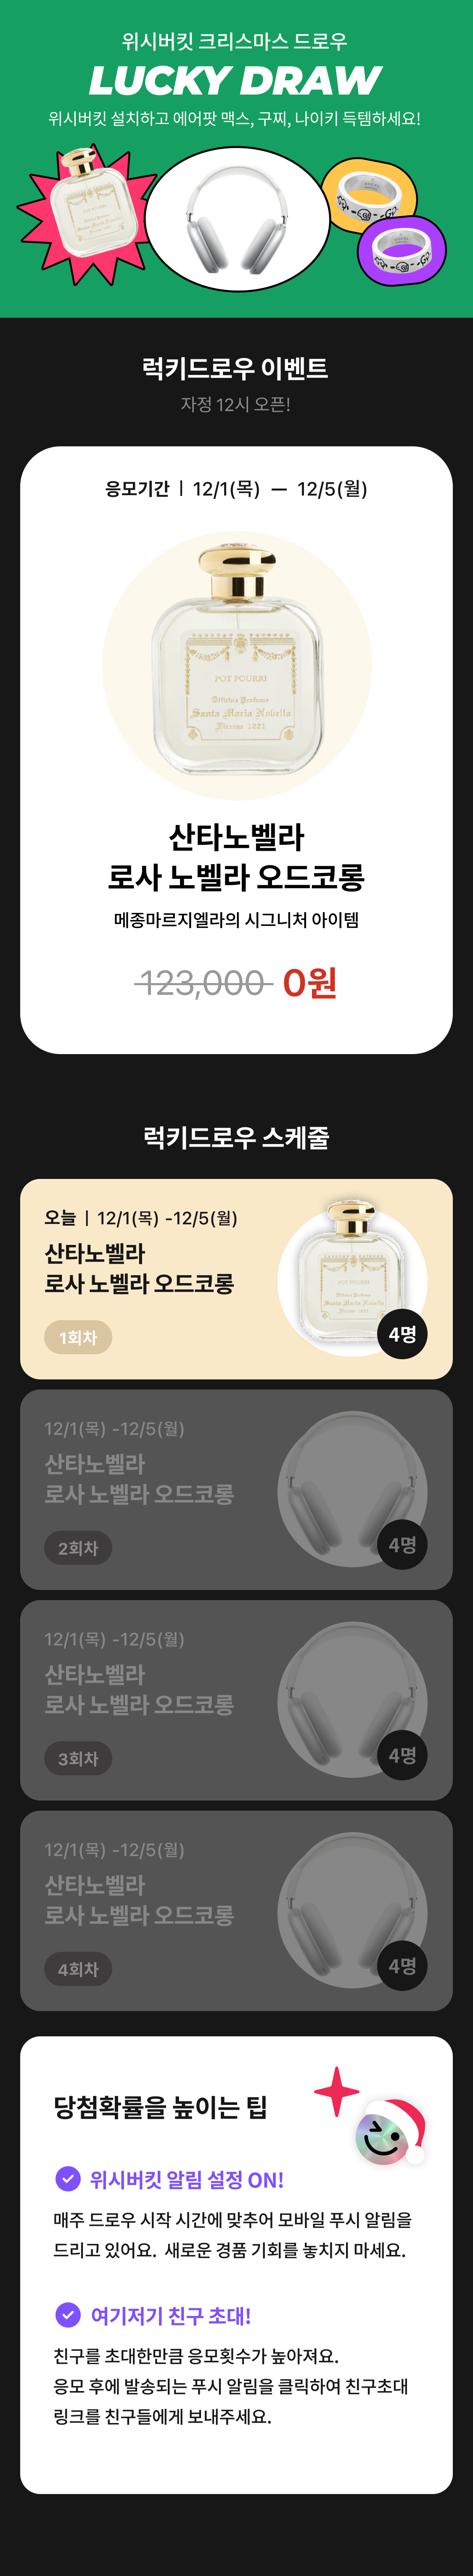 위시버킷 크리스마스 드로우
LUCKY DRAW
위시버킷 설치하고 에어팟 맥스, 구찌, 나이키 득템하세요!
럭키드로우 이벤트
자정 12시 오픈!
응모기간 | 12/1(목) — 12/5(월)
POT POURRI
Officina Profumo
Santa Maria Novella
Firenze 1221
산타노벨라
로사 노벨라 오드코롱
메종마르지엘라의 시그니처 아이템
123,000 0원
럭키드로우 스케줄
오늘 | 12/1(목) -12/5(월)
산타노벨라
로사 노벨라 오드코롱
1회차
POT POURRI
Santa Maria Novella
4명
12/1(목) -12/5(월)
산타노벨라
로사 노벨라 오드코롱
2회차
4명
12/1(목) -12/5(월)
산타노벨라
로사 노벨라 오드코롱
3회차
4명
12/1(목) -12/5(월)
산타노벨라
로사 노벨라 오드코롱
4회차
4명
당첨확률을 높이는 팁
위시버킷 알림 설정 ON!
매주 드로우 시작 시간에 맞추어 모바일 푸시 알림을
드리고 있어요. 새로운 경품 기회를 놓치지 마세요.
여기저기 친구 초대!
친구를 초대한만큼 응모횟수가 높아져요.
응모 후에 발송되는 푸시 알림을 클릭하여 친구초대
링크를 친구들에게 보내주세요.